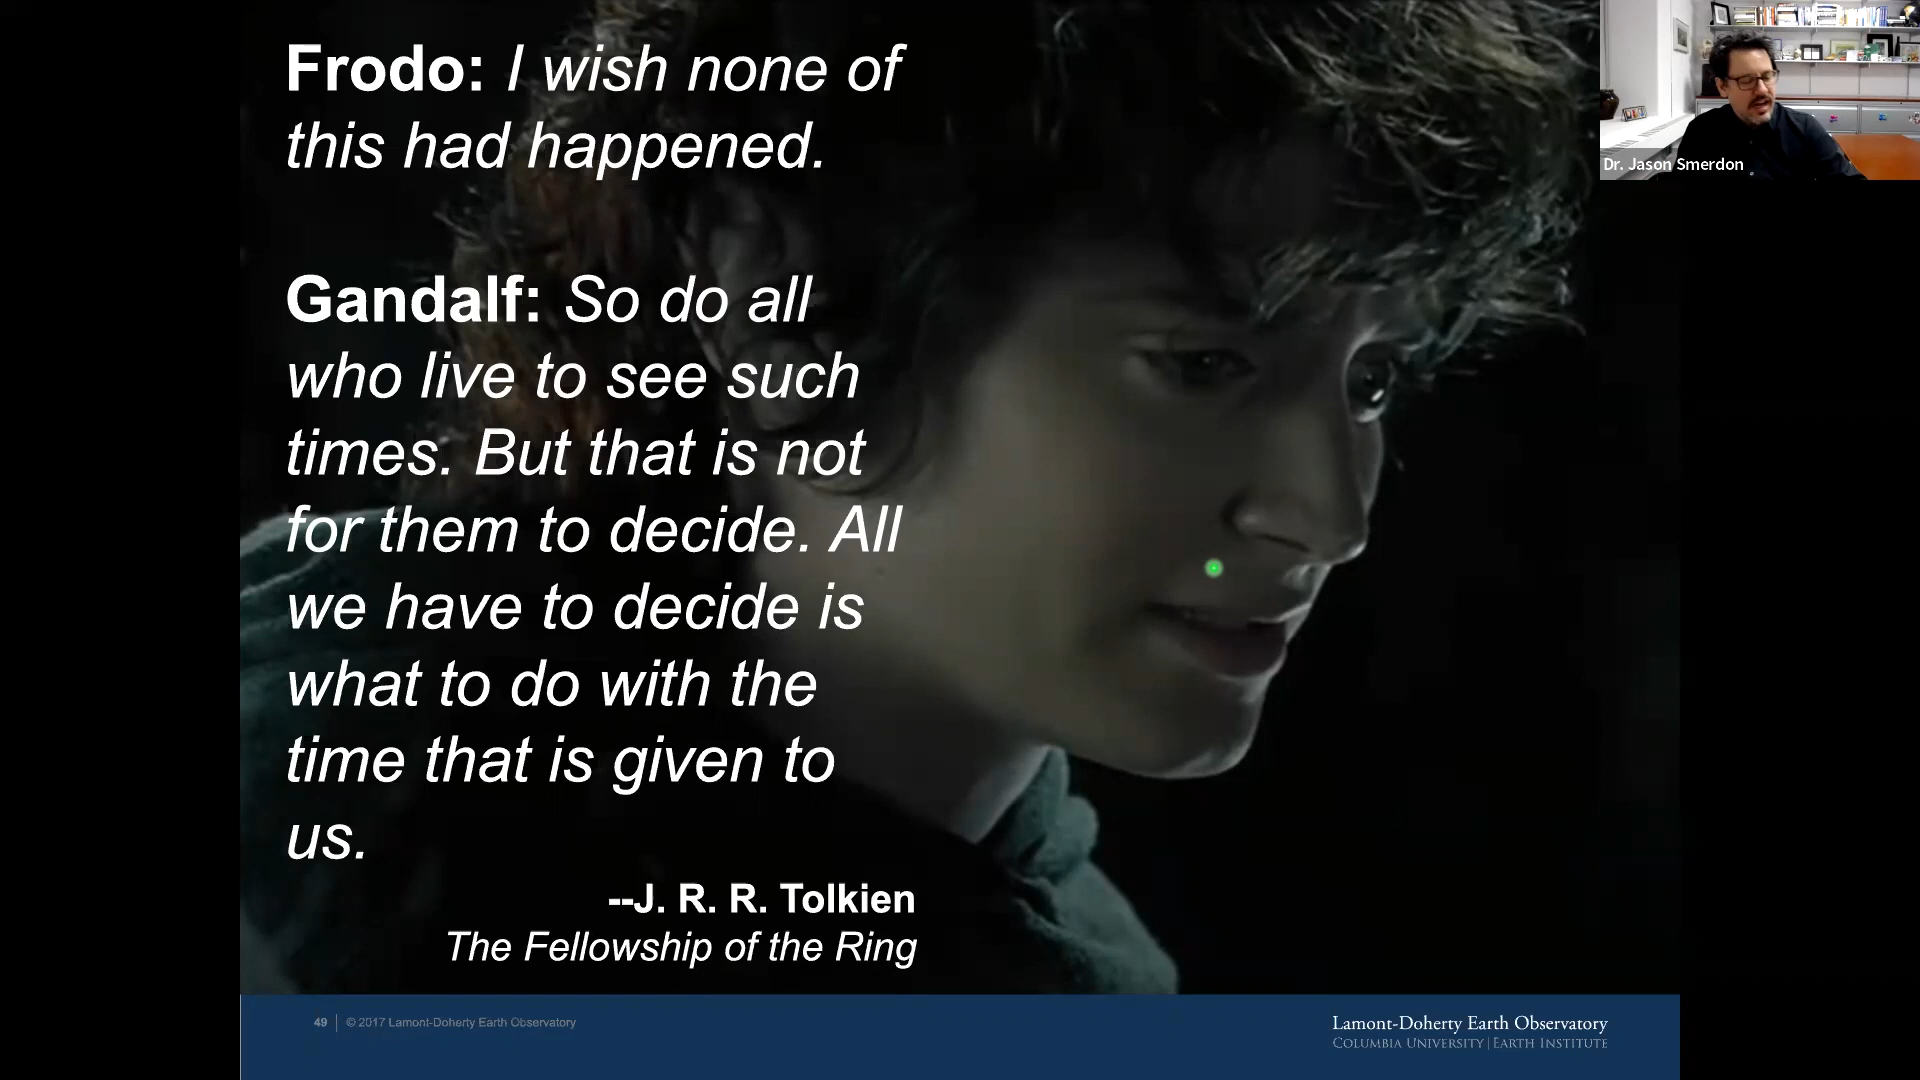 Frodo: I wish none of
this had happened.
Gandalf: So do all
who live to see such
times. But that is not
for them to decide. All
we have to decide is
what to do with the
time that is given to
us.
--J. R. R. Tolkien
The Fellowship of the Ring
Dr. Jason Smerdon
49 | © 2017 Lamont-Doherty Earth Observatory
Lamont-Doherty Earth Observatory
COLUMBIA UNIVERSITY | EARTH INSTITUTE